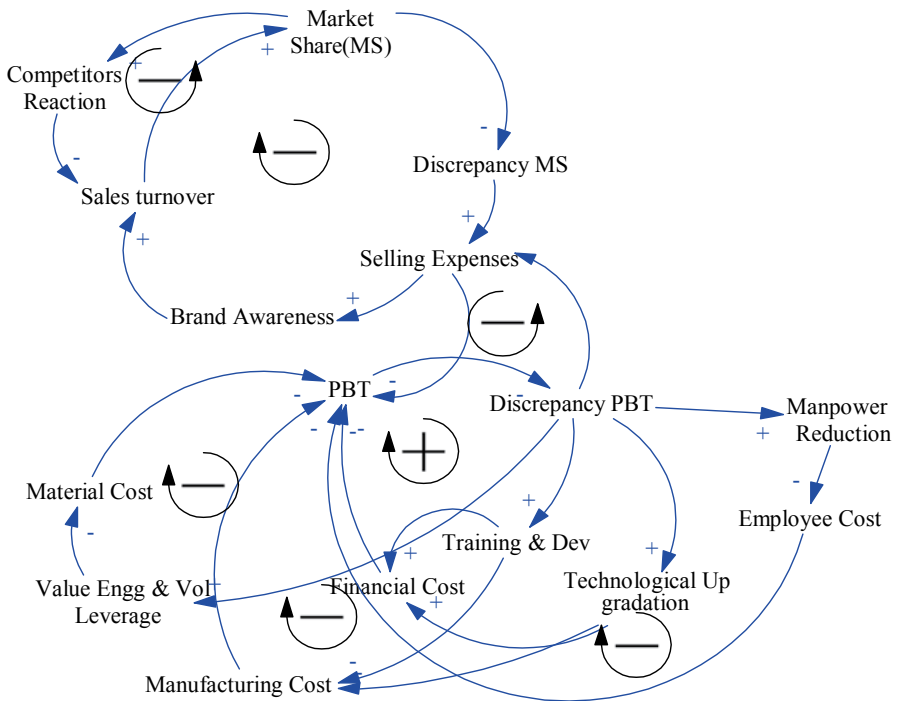 Market
Share(MS)
+
+
Competitors
Reaction
-
-
Discrepancy MS
Sales turnover
+
+
Selling Expenses
+
Brand Awareness
PBT
-
-
-
Discrepancy PBT
Manpower
Reduction
+
-
--
Material Cost
-
+
-
Employee Cost
Training & Dev
+
+
Value Engg & Vol
Leverage
+
Financial Cost
+
Technological Up
gradation
Manufacturing Cost
-
-